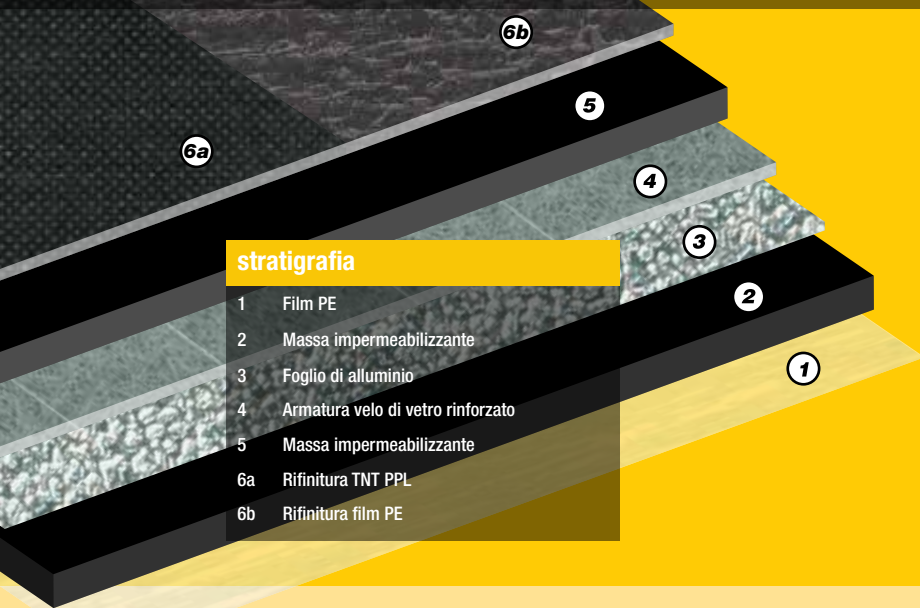 6b
5
6a
4
3
2
1
stratigrafia
1 Film PE
2 Massa impermeabilizzante
3 Foglio di alluminio
4 Armatura velo di vetro rinforzato
5 Massa impermeabilizzante
6a Rifinitura TNT PPL
6b Rifinitura film PE